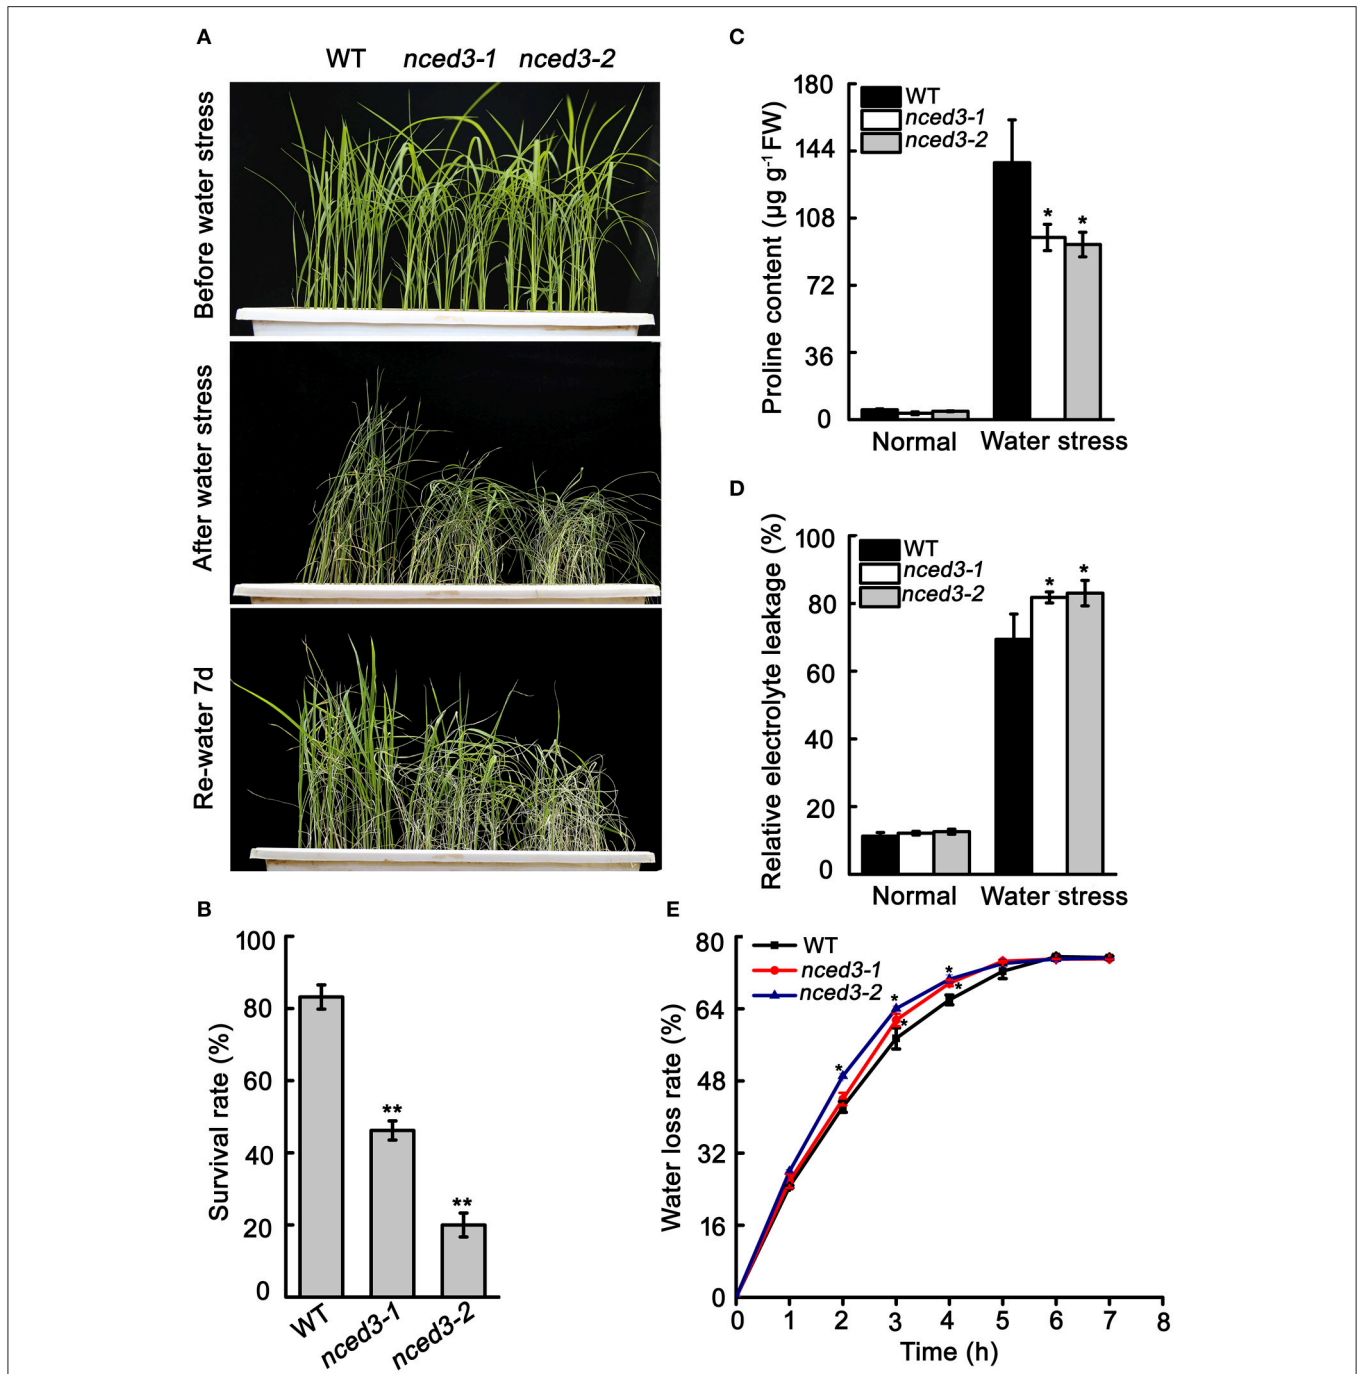 A
WT nced3-1 nced3-2
Before water stress
After water stress
Re-water 7d
B
Survival rate (%)
100
80
60
40
20
0
**
**
WT
nced3-1
nced3-2
C
Proline content (µg g⁻¹ FW)
180
144
108
72
36
0
WT
nced3-1
nced3-2
*
*
Normal Water stress
D
Relative electrolyte leakage (%)
100
80
60
40
20
0
WT
nced3-1
nced3-2
*
*
Normal Water stress
E
Water loss rate (%)
80
64
48
32
16
0
WT
nced3-1
nced3-2
*
*
*
*
*
0 1 2 3 4 5 6 7 8
Time (h)